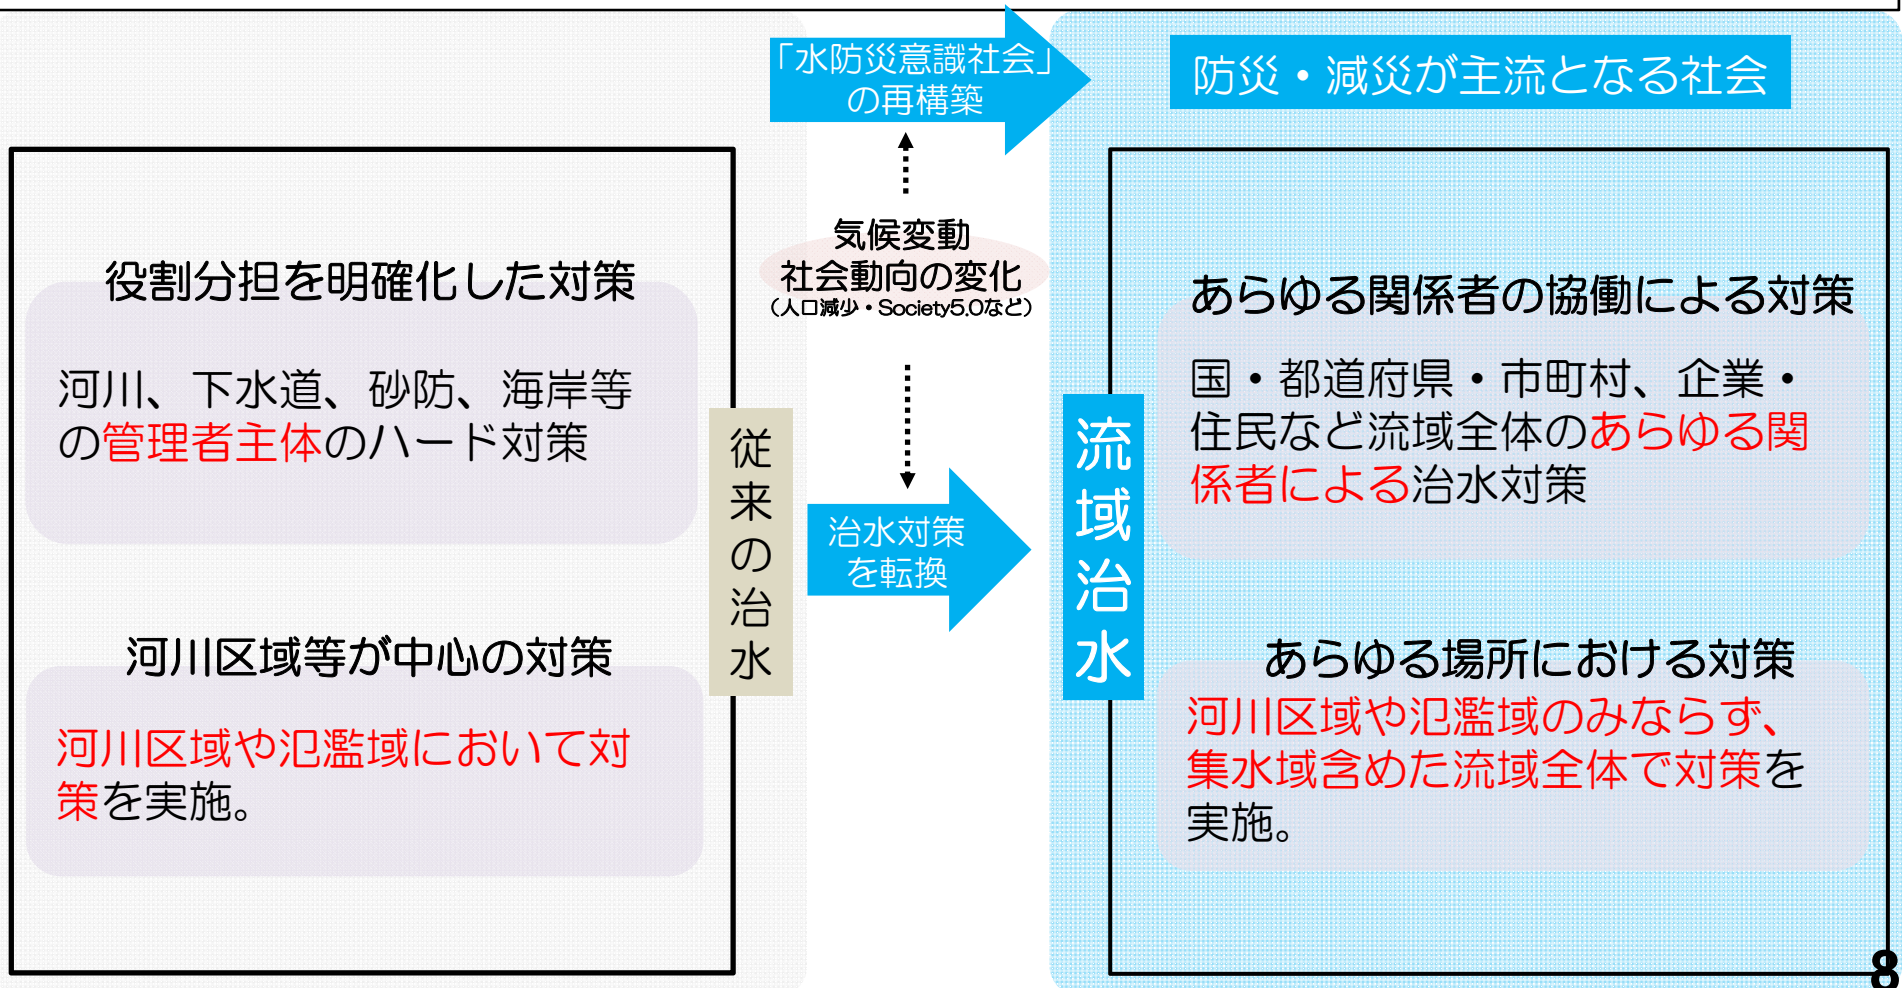 「水防災意識社会」
の再構築
防災・減災が主流となる社会
気候変動
社会動向の変化
（人口減少・Society5.0など）
役割分担を明確化した対策
河川、下水道、砂防、海岸等
の管理者主体のハード対策
河川区域等が中心の対策
河川区域や氾濫域において対
策を実施。
従来の治水
治水対策
を転換
流域治水
あらゆる関係者の協働による対策
国・都道府県・市町村、企業・
住民など流域全体のあらゆる関
係者による治水対策
あらゆる場所における対策
河川区域や氾濫域のみならず、
集水域含めた流域全体で対策を
実施。
8